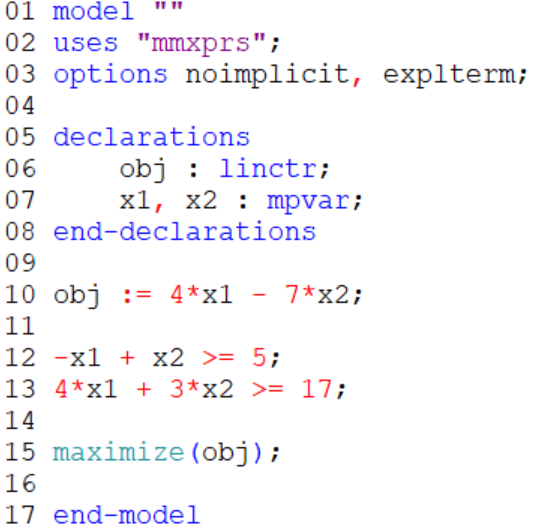 01 model ""
02 uses "mmxprs";
03 options noimplicit, explterm;
04
05 declarations
06     obj : linctr;
07     x1, x2 : mpvar;
08 end-declarations
09
10 obj := 4*x1 - 7*x2;
11
12 -x1 + x2 >= 5;
13 4*x1 + 3*x2 >= 17;
14
15 maximize(obj);
16
17 end-model